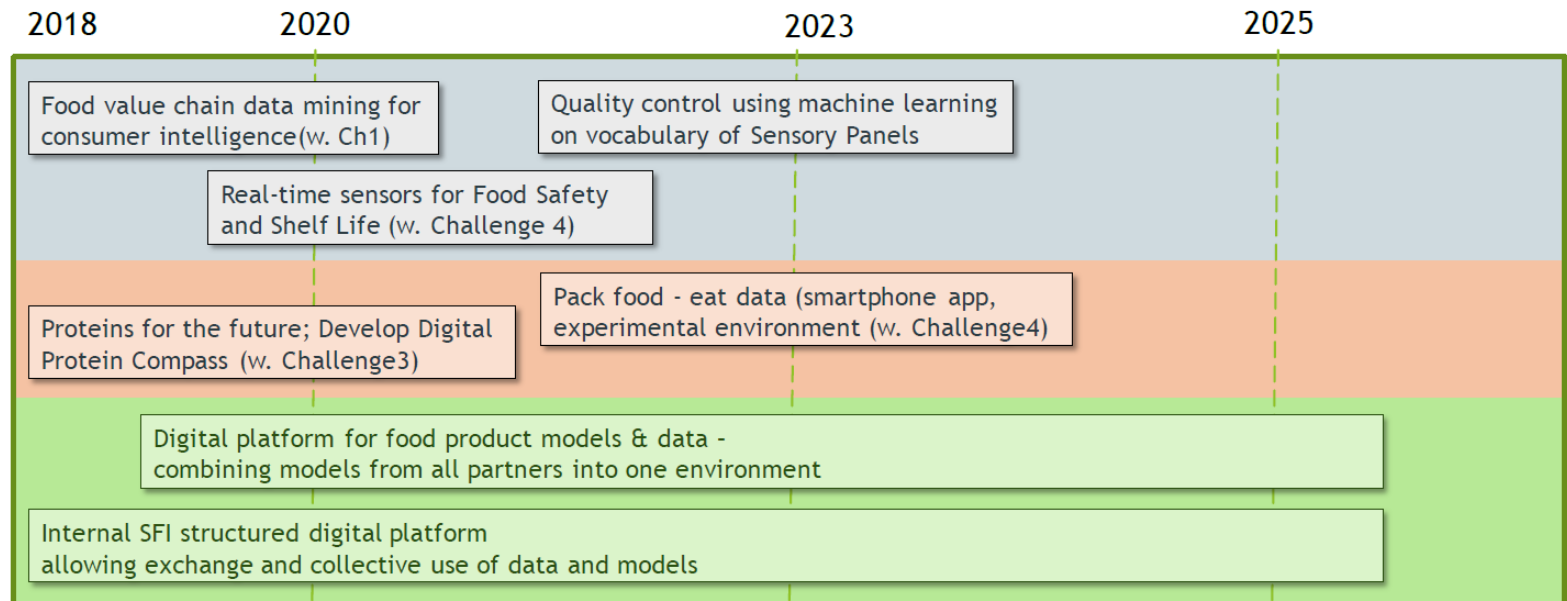 2018 2020 2023 2025
Food value chain data mining for
consumer intelligence(w. Ch1)
Quality control using machine learning
on vocabulary of Sensory Panels
Real-time sensors for Food Safety
and Shelf Life (w. Challenge 4)
Pack food - eat data (smartphone app,
experimental environment (w. Challenge4)
Proteins for the future; Develop Digital
Protein Compass (w. Challenge3)
Digital platform for food product models & data –
combining models from all partners into one environment
Internal SFI structured digital platform
allowing exchange and collective use of data and models